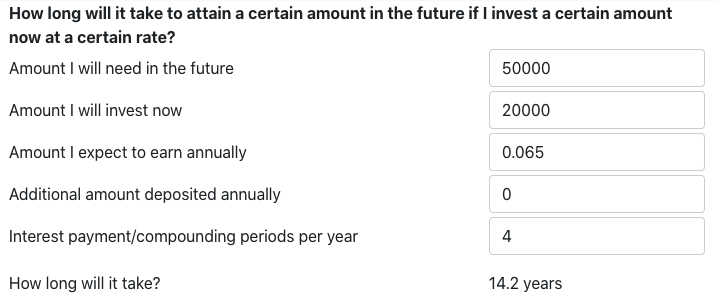 How long will it take to attain a certain amount in the future if I invest a certain amount
now at a certain rate?
Amount I will need in the future 50000
Amount I will invest now 20000
Amount I expect to earn annually 0.065
Additional amount deposited annually 0
Interest payment/compounding periods per year 4
How long will it take? 14.2 years